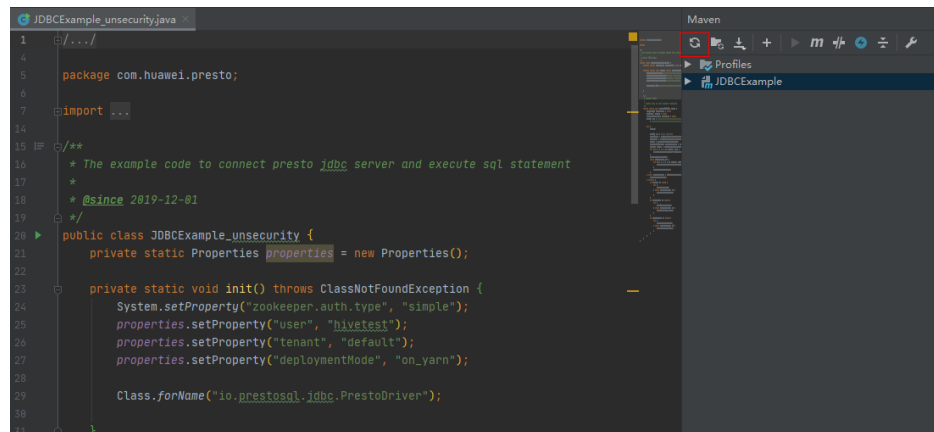 JDBCExample_unsecurity.java
Maven
1 /.../
4
5 package com.huawei.presto;
6
7 import ...
14
15 /**
16 * The example code to connect presto jdbc server and execute sql statement
17 *
18 * @since 2019-12-01
19 */
20 public class JDBCExample_unsecurity {
21 private static Properties properties = new Properties();
22
23 private static void init() throws ClassNotFoundException {
24 System.setProperty("zookeeper.auth.type", "simple");
25 properties.setProperty("user", "hivetest");
26 properties.setProperty("tenant", "default");
27 properties.setProperty("deploymentMode", "on_yarn");
28
29 Class.forName("io.prestosql.jdbc.PrestoDriver");
30
31 }
m
Profiles
JDBCExample